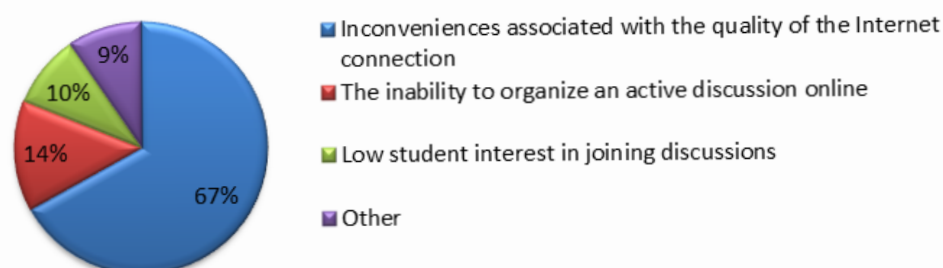 9%
10%
14%
67%
Inconveniences associated with the quality of the Internet
connection
The inability to organize an active discussion online
Low student interest in joining discussions
Other